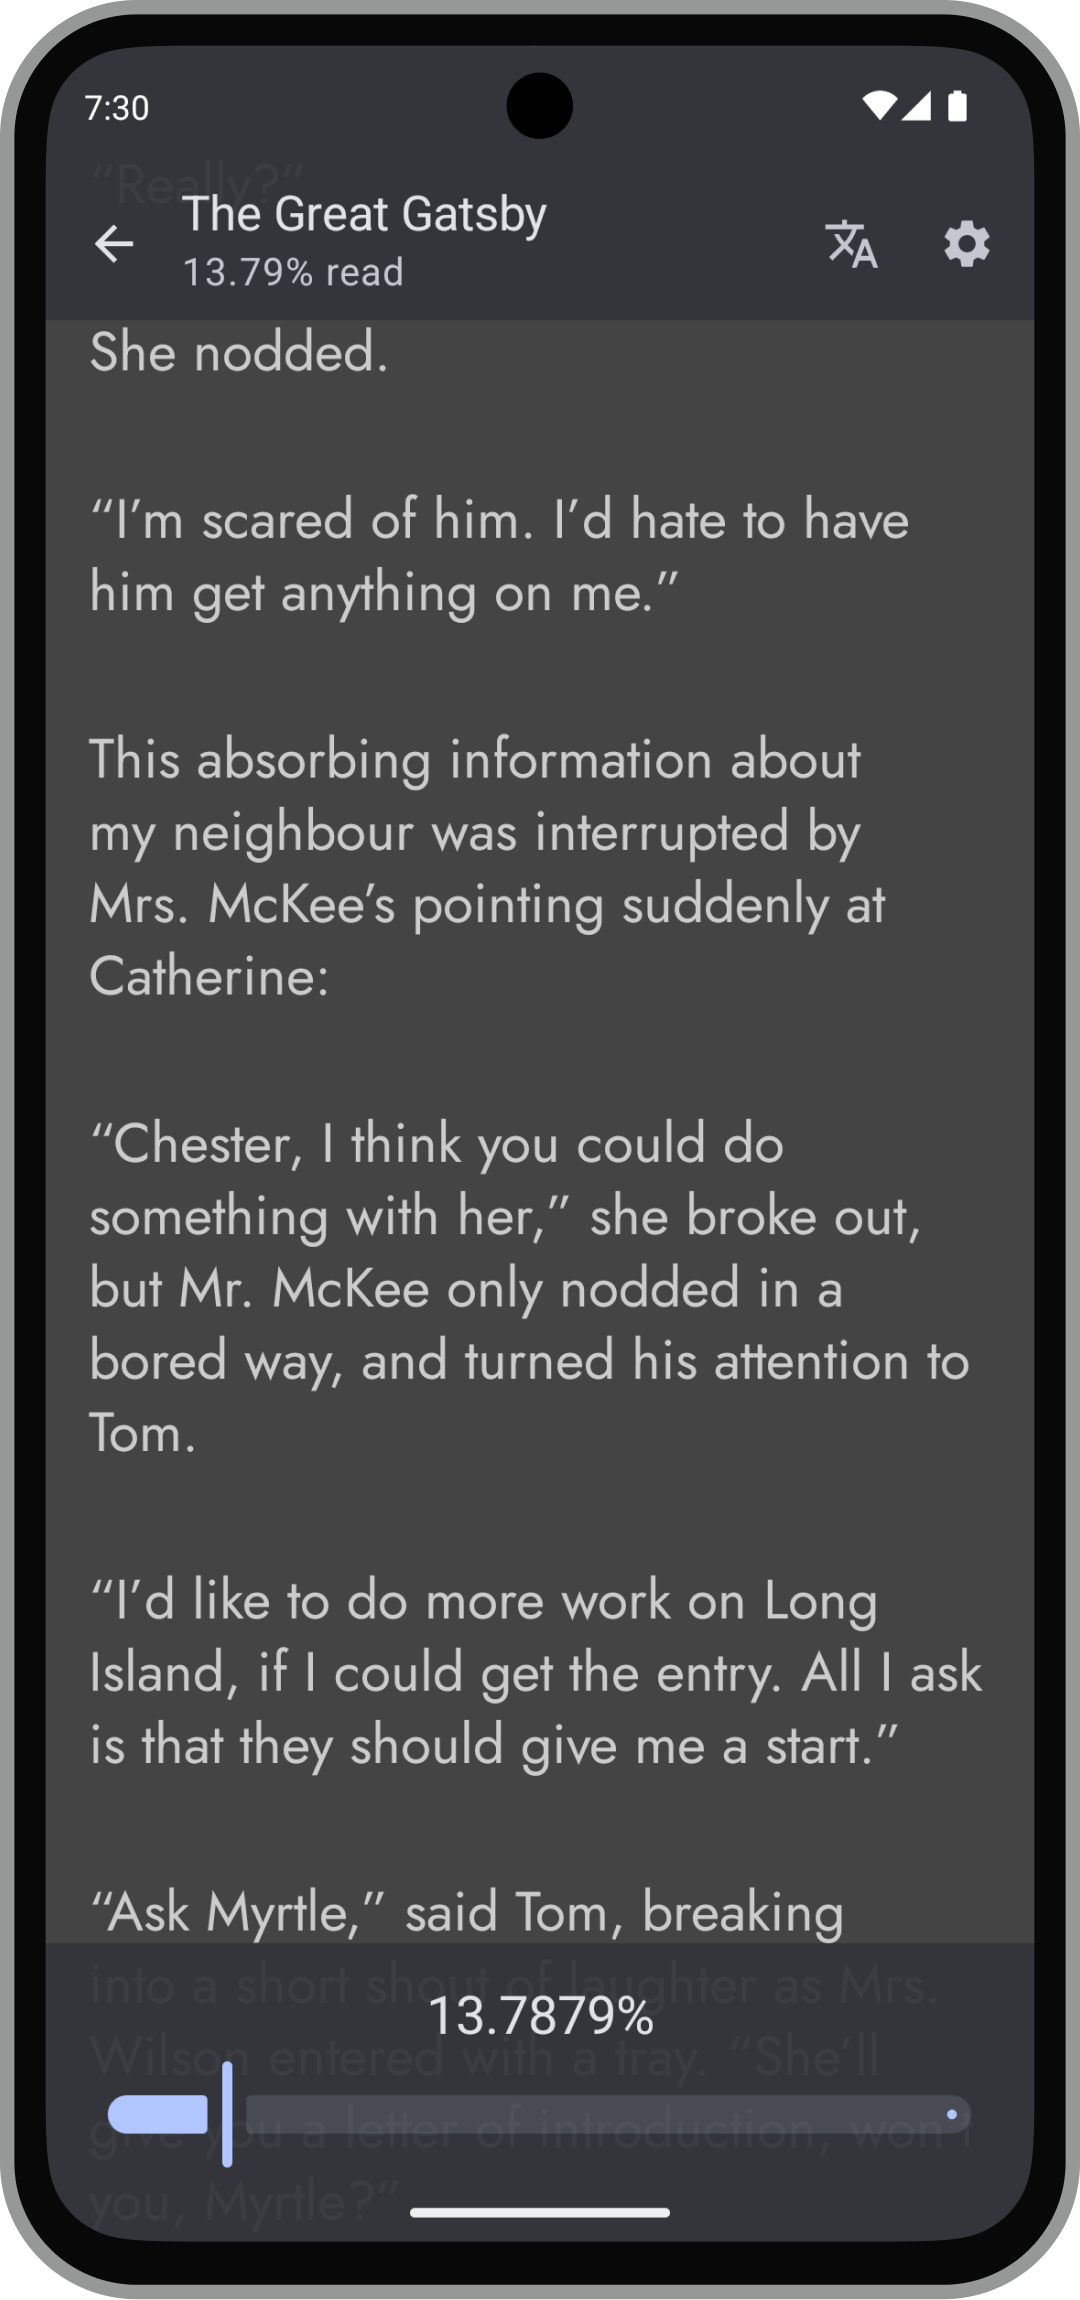 7:30
“Really?”
The Great Gatsby
13.79% read
She nodded.
“I’m scared of him. I’d hate to have
him get anything on me.”
This absorbing information about
my neighbour was interrupted by
Mrs. McKee’s pointing suddenly at
Catherine:
“Chester, I think you could do
something with her,” she broke out,
but Mr. McKee only nodded in a
bored way, and turned his attention to
Tom.
“I’d like to do more work on Long
Island, if I could get the entry. All I ask
is that they should give me a start.”
“Ask Myrtle,” said Tom, breaking
into a short shout of laughter as Mrs.
13.7879%
Wilson entered with a tray. “She’ll
give you a letter of introduction, won’t
you, Myrtle?”